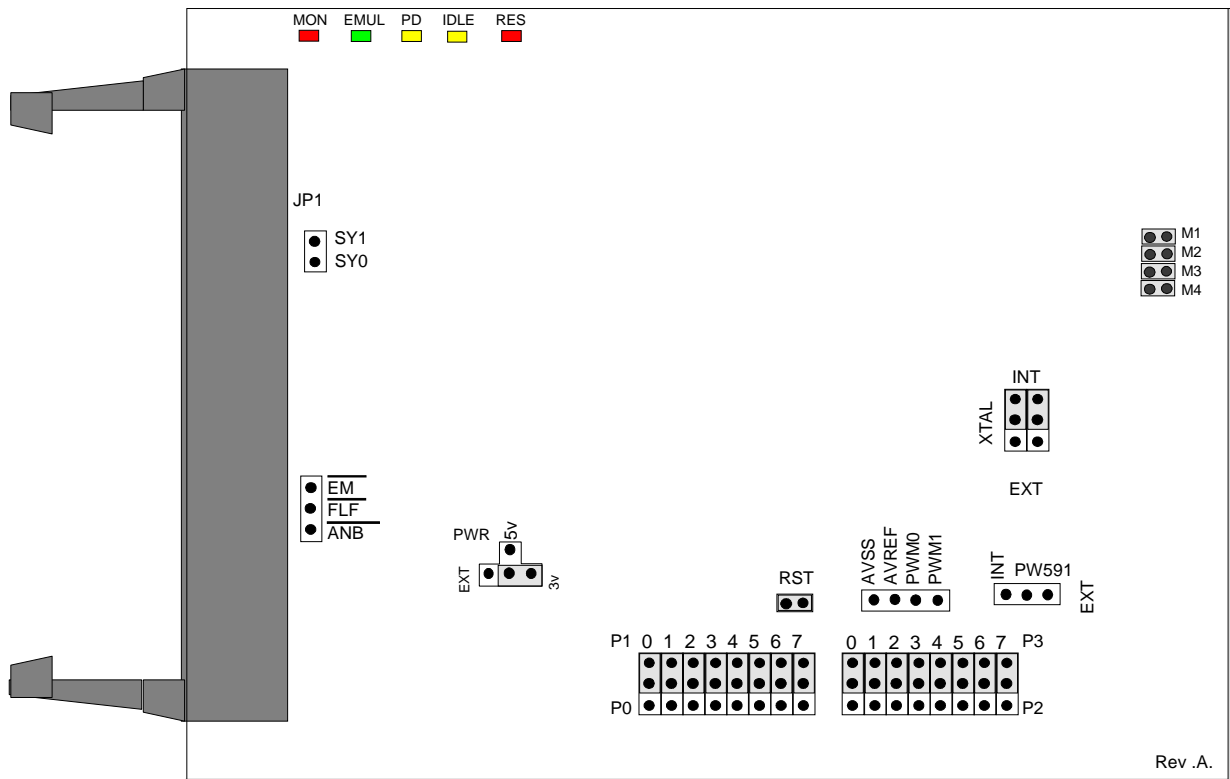 MON EMUL PD IDLE RES
JP1
SY1
SY0
M1
M2
M3
M4
INT
XTAL
EXT
EM
FLF
ANB
PWR 5v
EXT 3v
RST
AVSS AVREF PWM0 PWM1
INT PW591 EXT
P1 0 1 2 3 4 5 6 7
0 1 2 3 4 5 6 7 P3
P0
P2
Rev .A.